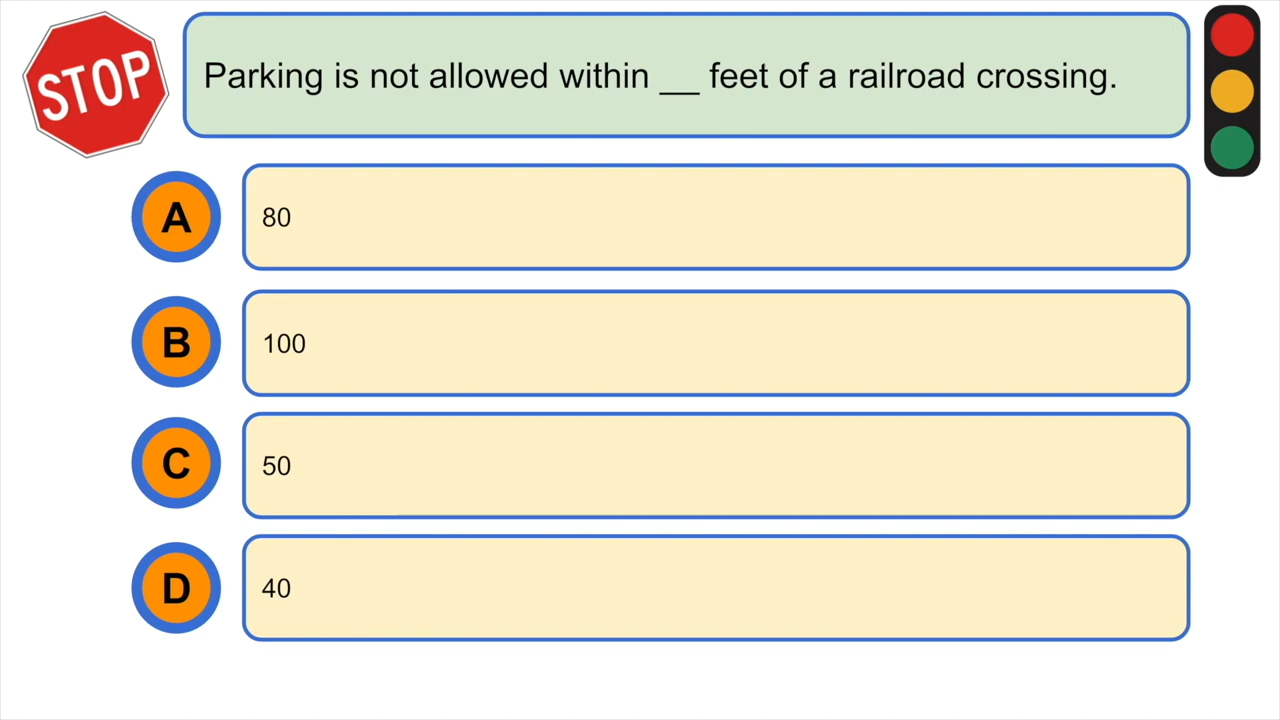 STOP
Parking is not allowed within __ feet of a railroad crossing.
A
80
B
100
C
50
D
40